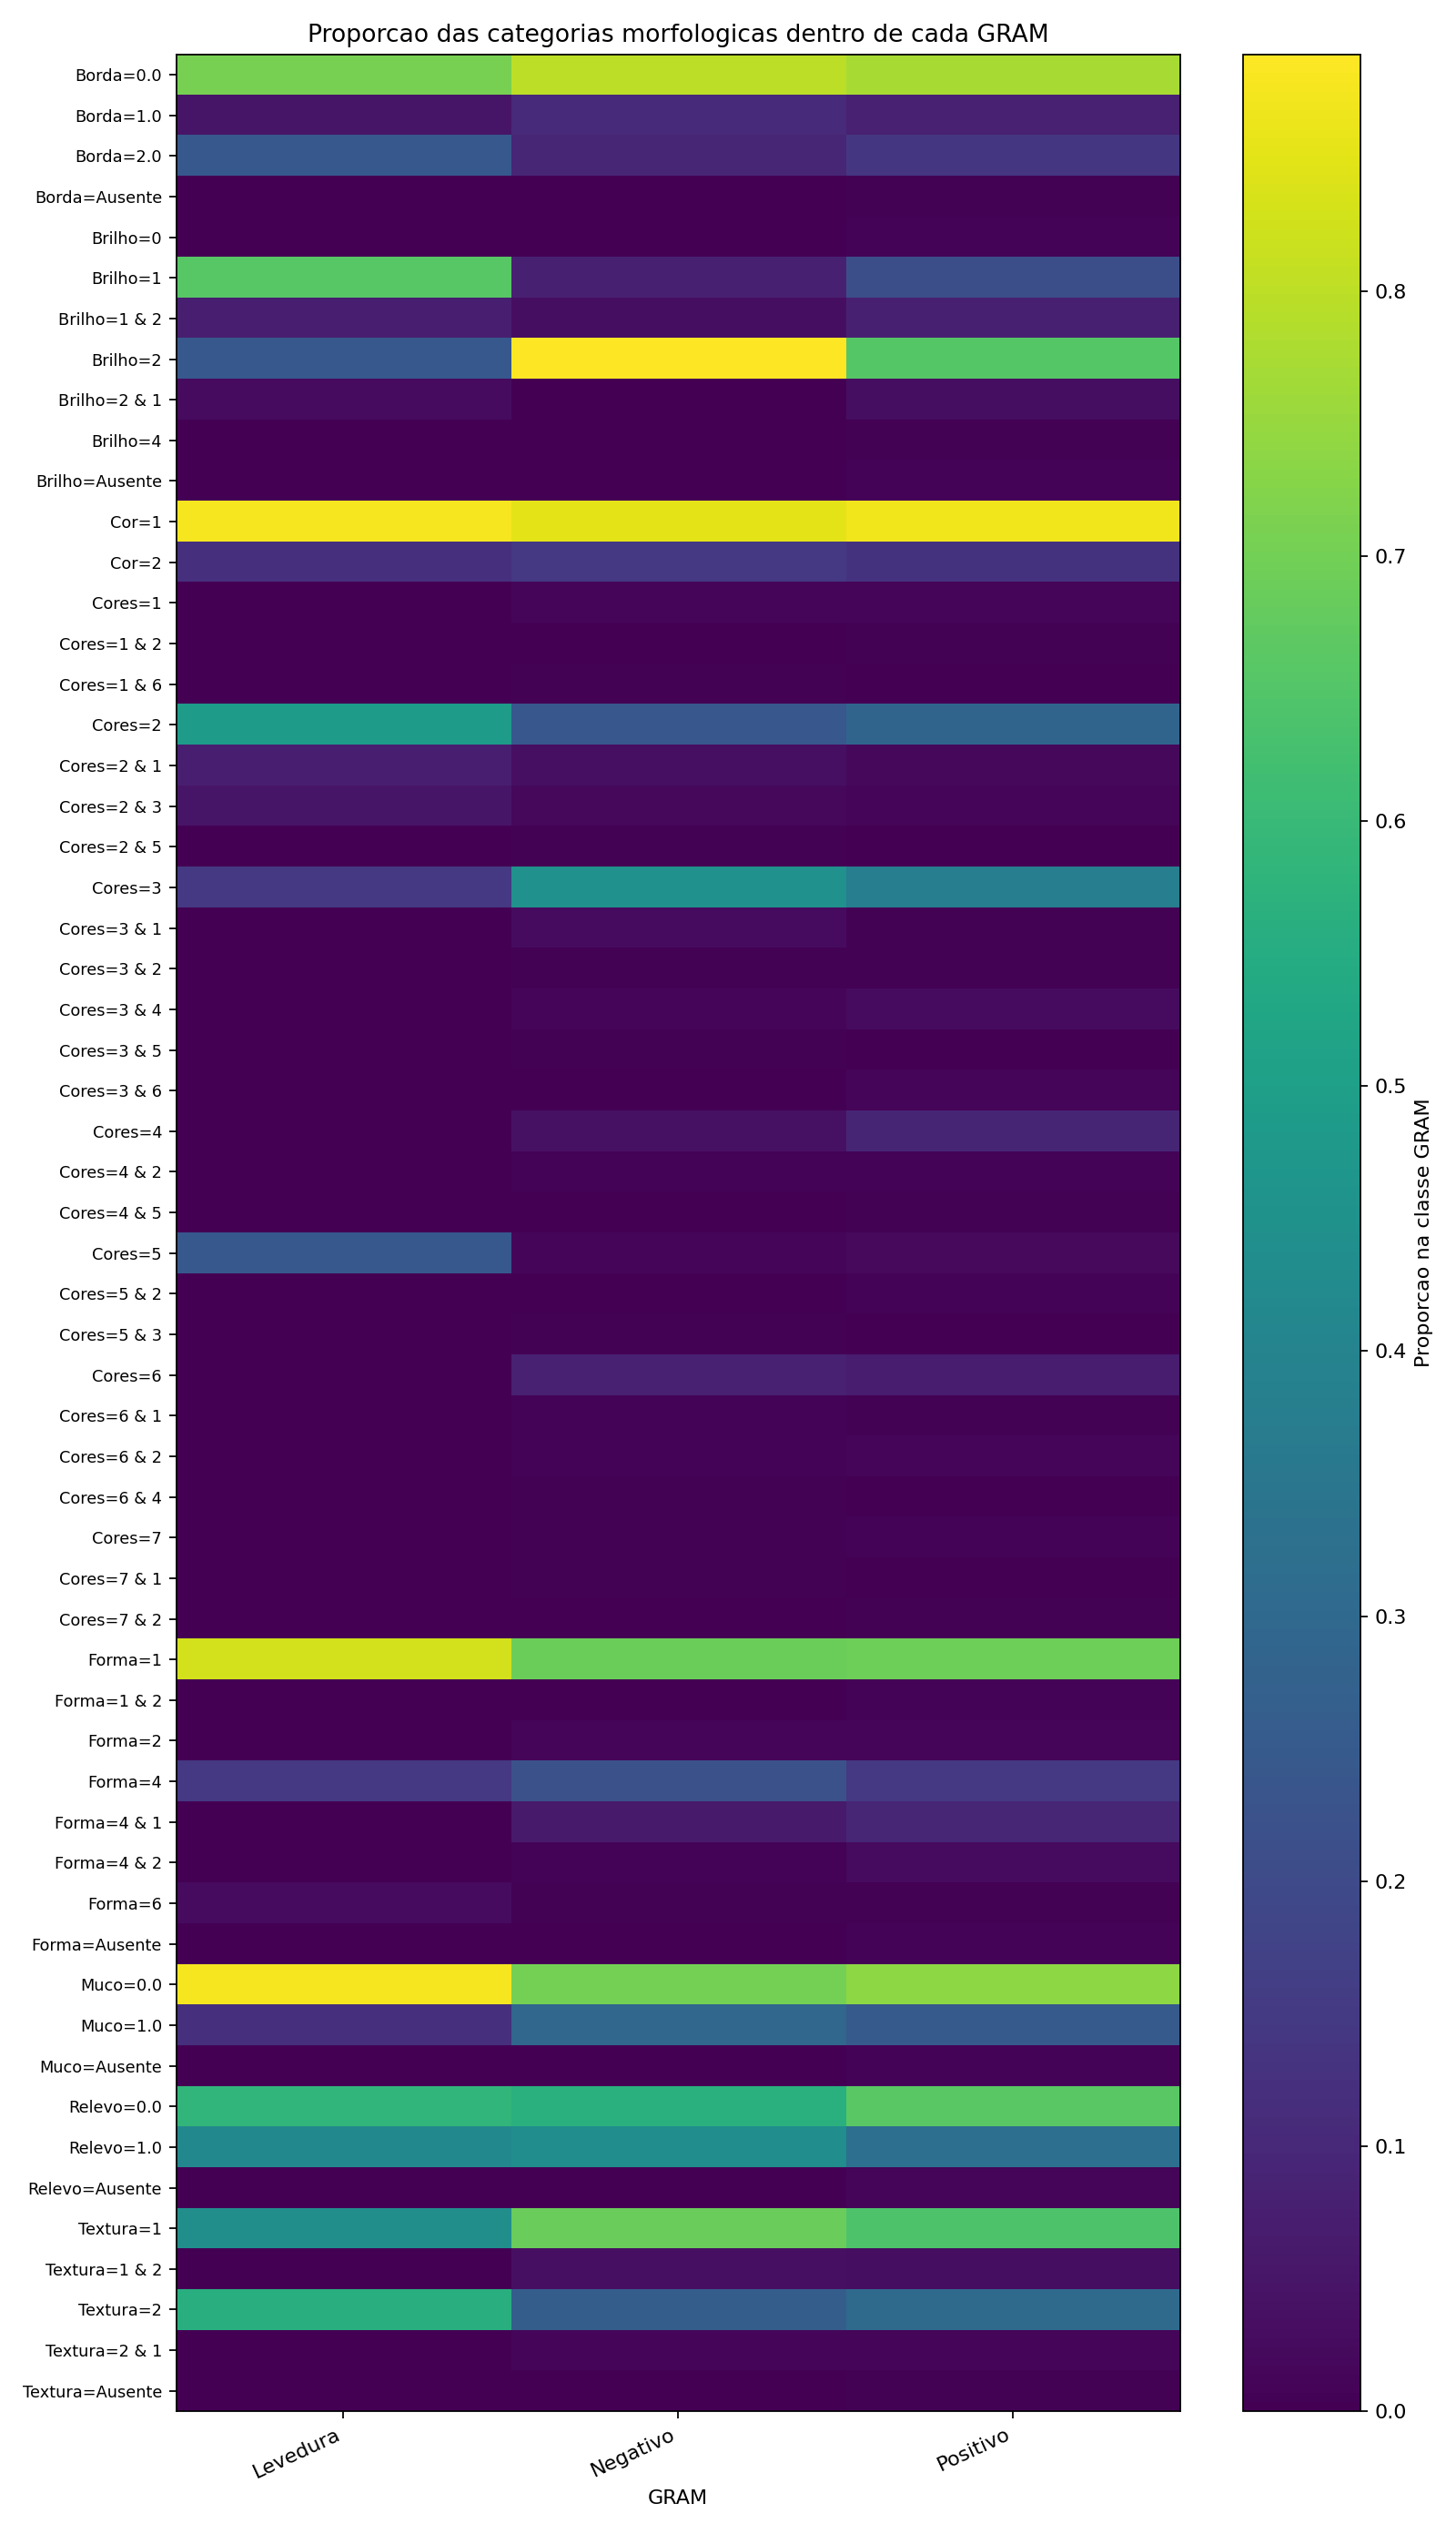 Proporcao das categorias morfologicas dentro de cada GRAM
Borda=0.0
Borda=1.0
Borda=2.0
Borda=Ausente
Brilho=0
Brilho=1
Brilho=1 & 2
Brilho=2
Brilho=2 & 1
Brilho=4
Brilho=Ausente
Cor=1
Cor=2
Cores=1
Cores=1 & 2
Cores=1 & 6
Cores=2
Cores=2 & 1
Cores=2 & 3
Cores=2 & 5
Cores=3
Cores=3 & 1
Cores=3 & 2
Cores=3 & 4
Cores=3 & 5
Cores=3 & 6
Cores=4
Cores=4 & 2
Cores=4 & 5
Cores=5
Cores=5 & 2
Cores=5 & 3
Cores=6
Cores=6 & 1
Cores=6 & 2
Cores=6 & 4
Cores=7
Cores=7 & 1
Cores=7 & 2
Forma=1
Forma=1 & 2
Forma=2
Forma=4
Forma=4 & 1
Forma=4 & 2
Forma=6
Forma=Ausente
Muco=0.0
Muco=1.0
Muco=Ausente
Relevo=0.0
Relevo=1.0
Relevo=Ausente
Textura=1
Textura=1 & 2
Textura=2
Textura=2 & 1
Textura=Ausente
Levedura
Negativo
Positivo
GRAM
0.8
0.7
0.6
0.5
0.4
0.3
0.2
0.1
0.0
Proporcao na classe GRAM